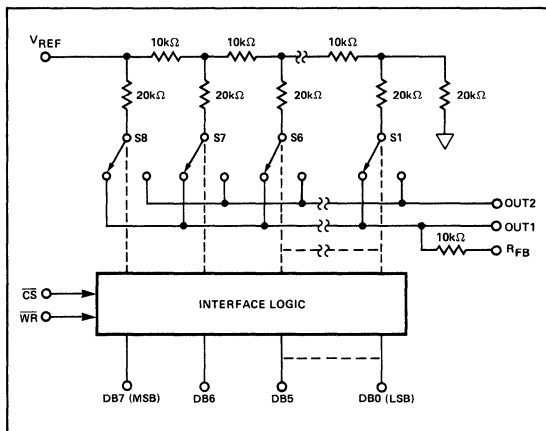 VREF
10kΩ 10kΩ 10kΩ
20kΩ 20kΩ 20kΩ 20kΩ 20kΩ
S8 S7 S6 S1
OUT2
OUT1
10kΩ
RFB
CS
WR
INTERFACE LOGIC
DB7 (MSB) DB6 DB5 DB0 (LSB)